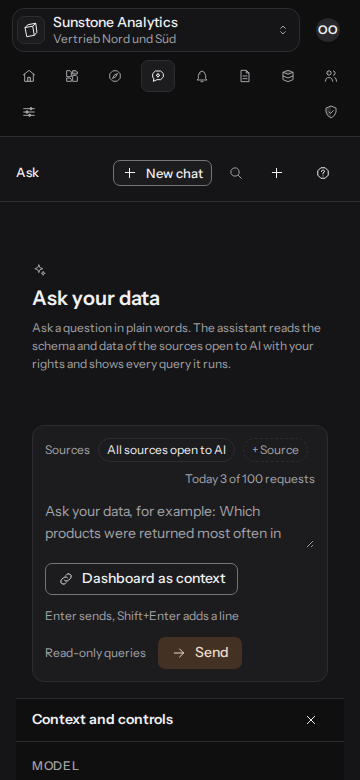 Sunstone Analytics
Vertrieb Nord und Süd
OO
Ask
New chat
Ask your data
Ask a question in plain words. The assistant reads the
schema and data of the sources open to AI with your
rights and shows every query it runs.
Sources All sources open to AI + Source
Today 3 of 100 requests
Ask your data, for example: Which
products were returned most often in
Dashboard as context
Enter sends, Shift+Enter adds a line
Read-only queries Send
Context and controls
MODEL